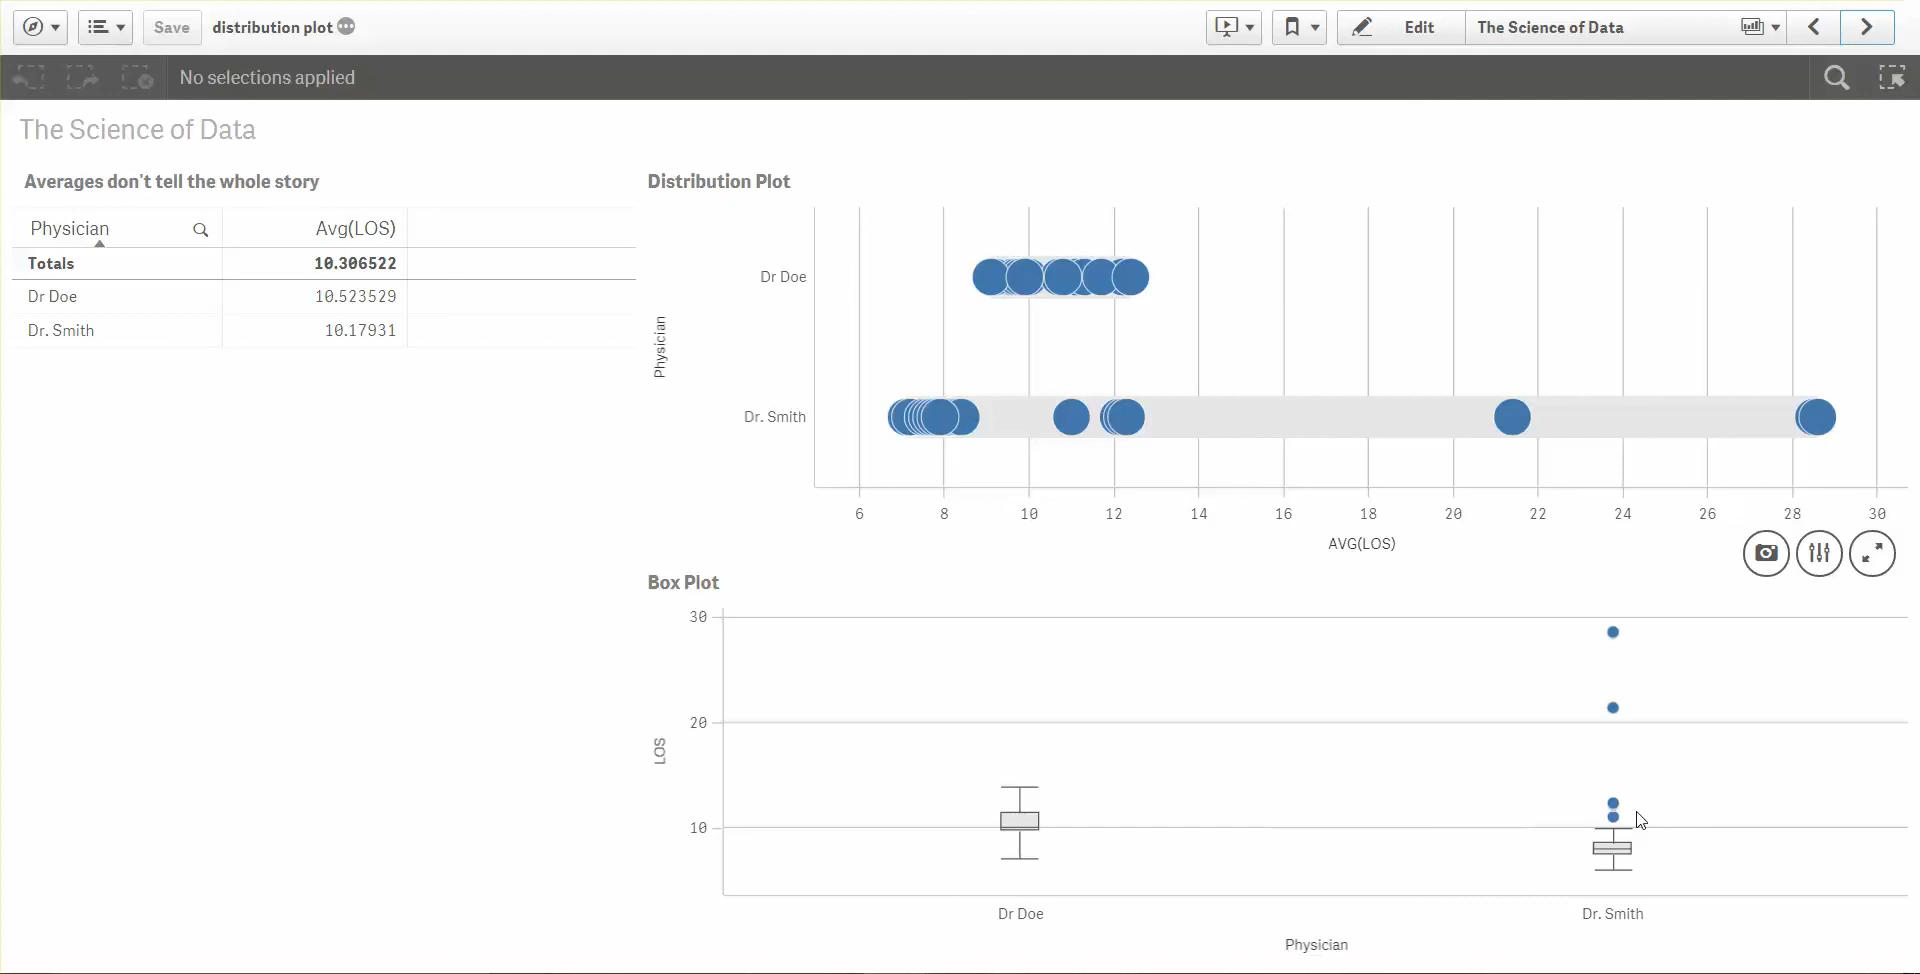 Save
distribution plot
Edit
The Science of Data
No selections applied
The Science of Data
Averages don't tell the whole story
Physician Avg(LOS)
Totals 10.306522
Dr Doe 10.523529
Dr. Smith 10.17931
Distribution Plot
Physician
Dr Doe
Dr. Smith
6 8 10 12 14 16 18 20 22 24 26 28 30
AVG(LOS)
Box Plot
LOS
30
20
10
Dr Doe Dr. Smith
Physician